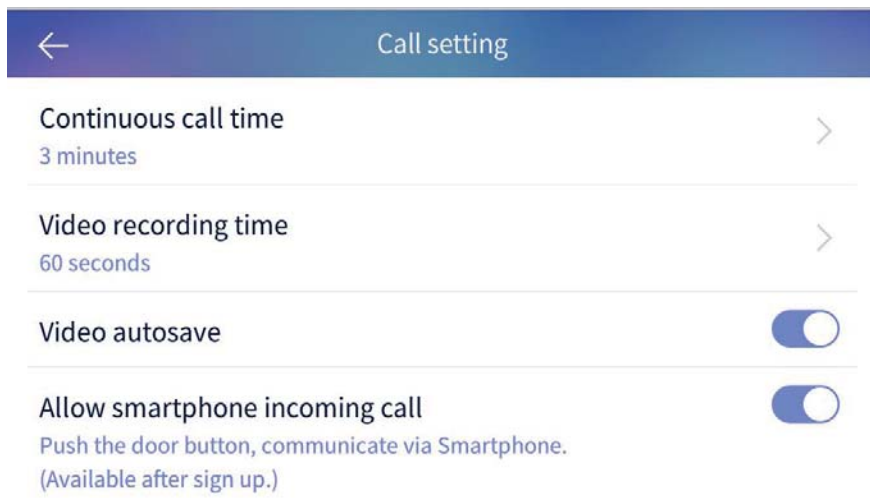 Call setting
Continuous call time
3 minutes
Video recording time
60 seconds
Video autosave
Allow smartphone incoming call
Push the door button, communicate via Smartphone.
(Available after sign up.)